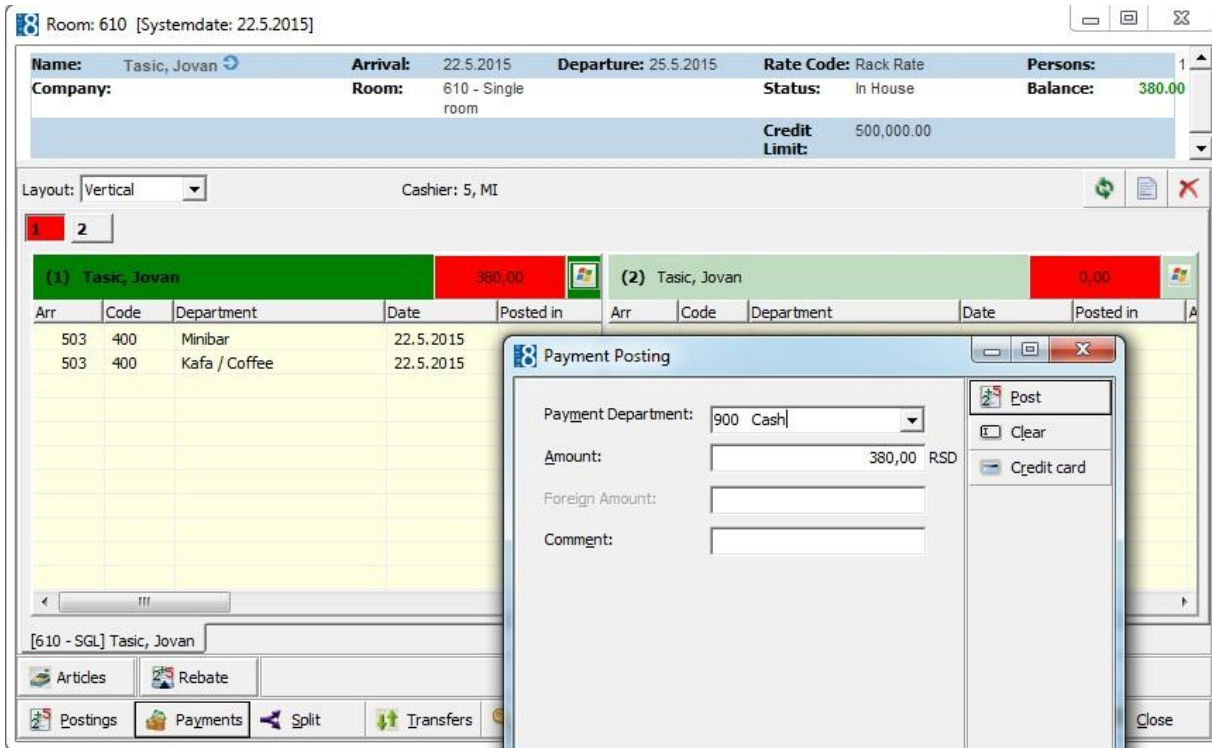 8 Room: 610 [Systemdate: 22.5.2015]
Name: Tasic, Jovan Arrival: 22.5.2015 Departure: 25.5.2015 Rate Code: Rack Rate Persons: 1
Company: Room: 610 - Single room Status: In House Balance: 380.00
Credit Limit: 500,000.00
Layout: Vertical Cashier: 5, MI
1 2
(1) Tasic, Jovan 380,00 (2) Tasic, Jovan 0,00
Arr Code Department Date Posted in Arr Code Department Date Posted in A
503 400 Minibar 22.5.2015
503 400 Kafa / Coffee 22.5.2015
8 Payment Posting
Payment Department: 900 Cash
Amount: 380,00 RSD
Foreign Amount:
Comment:
Post
Clear
Credit card
[610 - SGL] Tasic, Jovan
Articles Rebate
Postings Payments Split Transfers Close